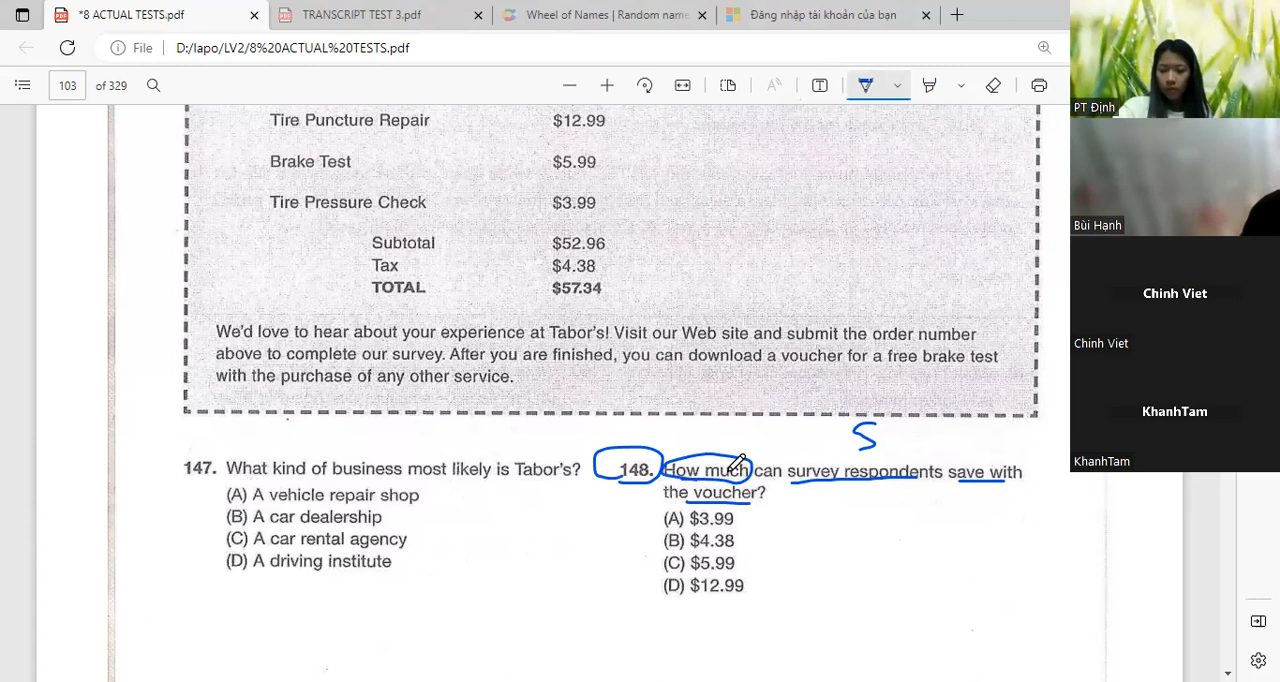 *8 ACTUAL TESTS.pdf
TRANSCRIPT TEST 3.pdf
Wheel of Names | Random name
Đăng nhập tài khoản của bạn
File
D:/lapo/LV2/8%20ACTUAL%20TESTS.pdf
103 of 329
Tire Puncture Repair $12.99
Brake Test $5.99
Tire Pressure Check $3.99
Subtotal $52.96
Tax $4.38
TOTAL $57.34
We'd love to hear about your experience at Tabor's! Visit our Web site and submit the order number
above to complete our survey. After you are finished, you can download a voucher for a free brake test
with the purchase of any other service.
S
147. What kind of business most likely is Tabor's?
(A) A vehicle repair shop
(B) A car dealership
(C) A car rental agency
(D) A driving institute
148. How much can survey respondents save with
the voucher?
(A) $3.99
(B) $4.38
(C) $5.99
(D) $12.99
PT Định
Bùi Hạnh
Chinh Viet
Chinh Viet
KhanhTam
KhanhTam